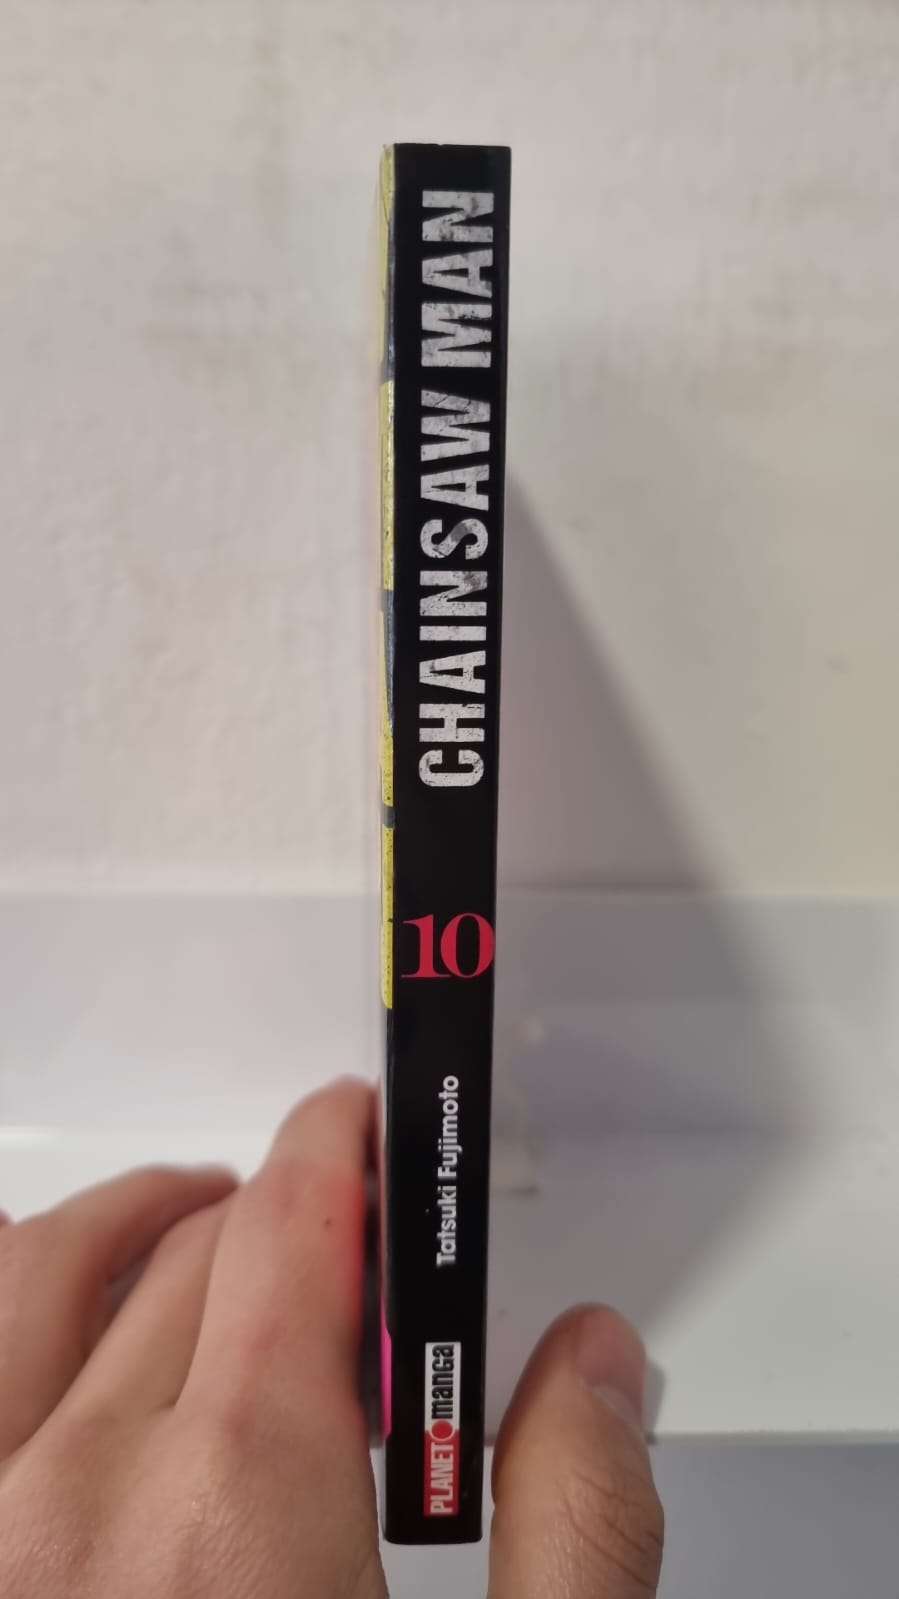 CHAINSAW MAN
10
Tatsuki Fujimoto
PLANET manga